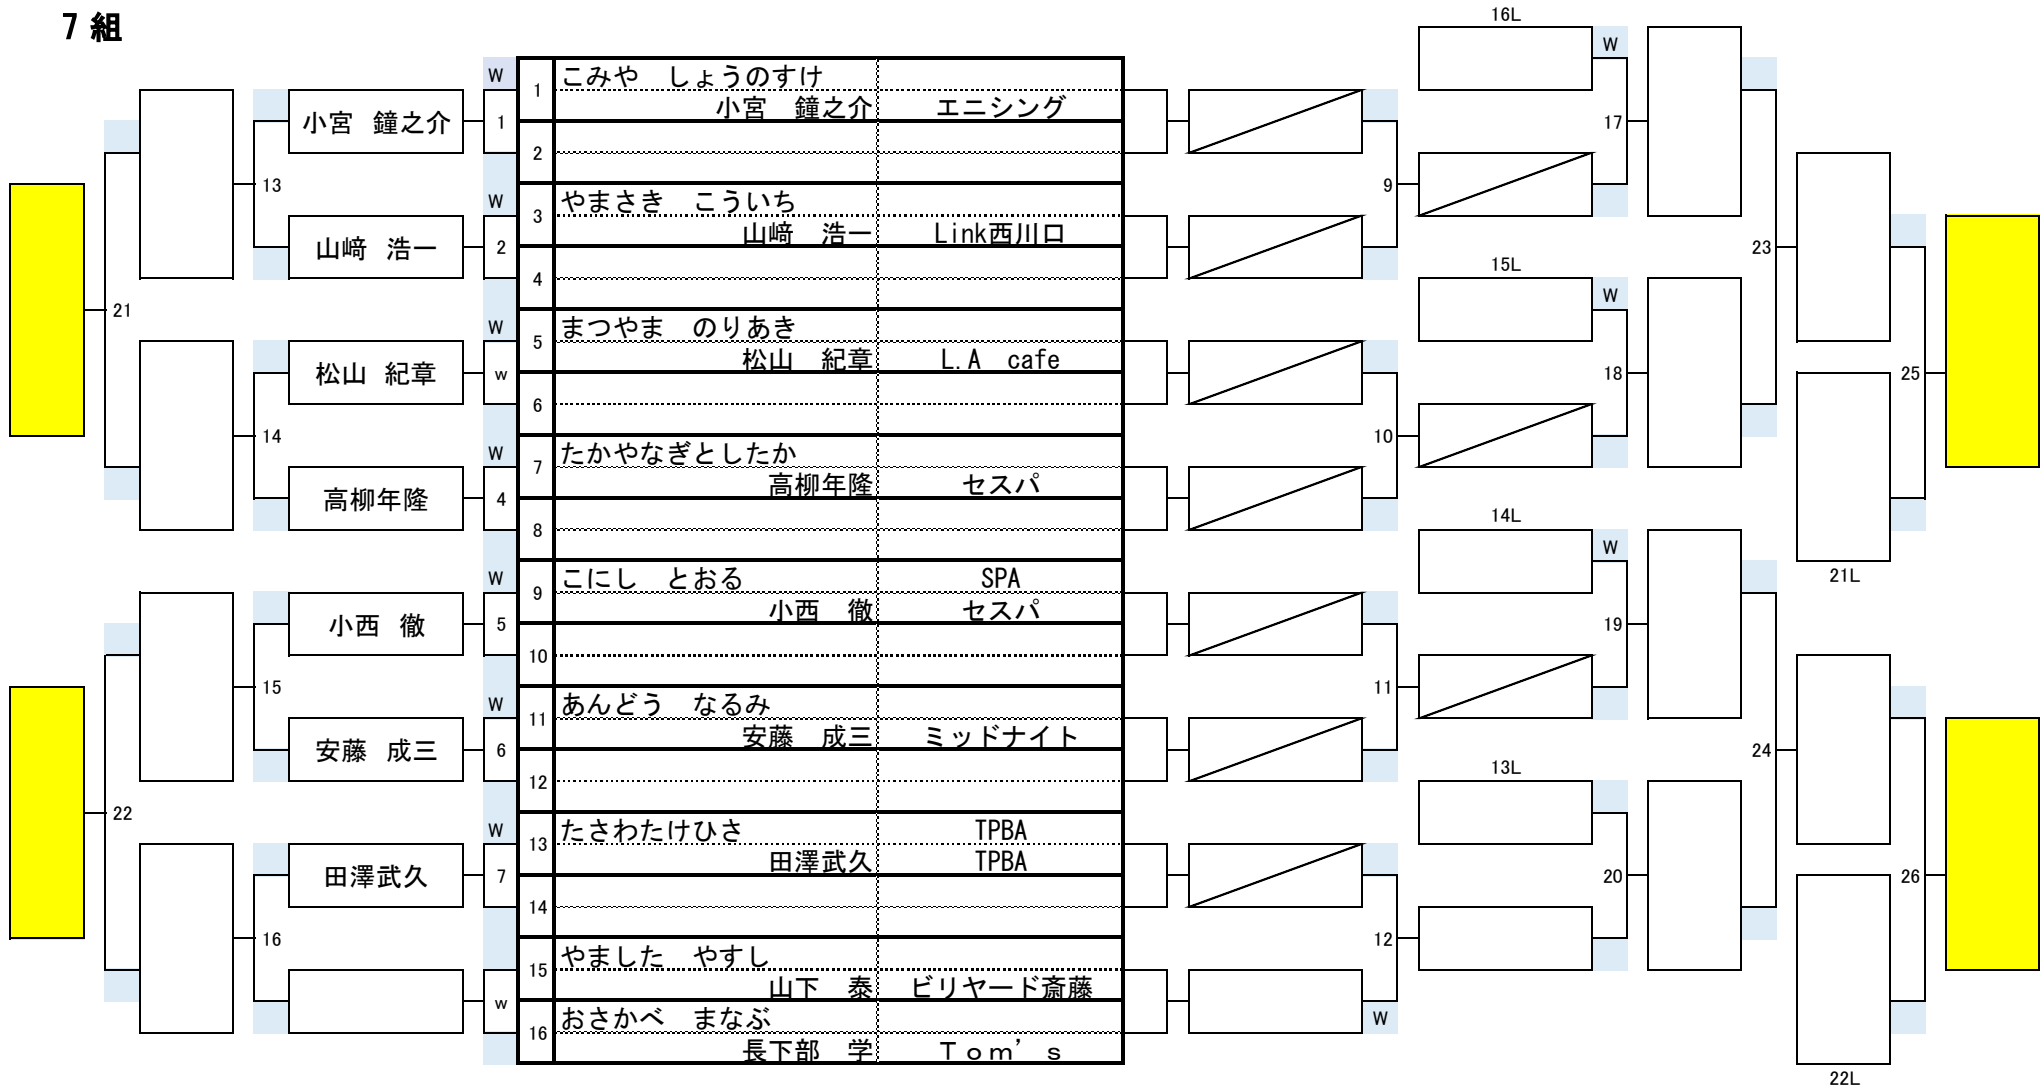 7 組
16L
W
W
1
こみや しょうのすけ
小宮 鐘之介 エニシング
小宮 鐘之介
1
17
2
13
9
W
3
やまさき こういち
山﨑 浩一 Link西川口
山﨑 浩一
2
23
4
15L
21
W
W
5
まつやま のりあき
松山 紀章 L.A cafe
松山 紀章
w
18
25
6
14
10
W
7
たかやなぎとしたか
高柳年隆 セスパ
高柳年隆
4
8
14L
W
W
9
こにし とおる SPA
21L
小西 徹 セスパ
小西 徹
5
19
10
15
11
W
11
あんどう なるみ
安藤 成三 ミッドナイト
安藤 成三
6
24
12
13L
22
W
13
たさわたけひさ TPBA
田澤武久 TPBA
田澤武久
7
20
26
14
16
12
15
やました やすし
山下 泰 ビリヤード斎藤
w
16
おさかべ まなぶ
W
長下部 学 Tom’s
22L